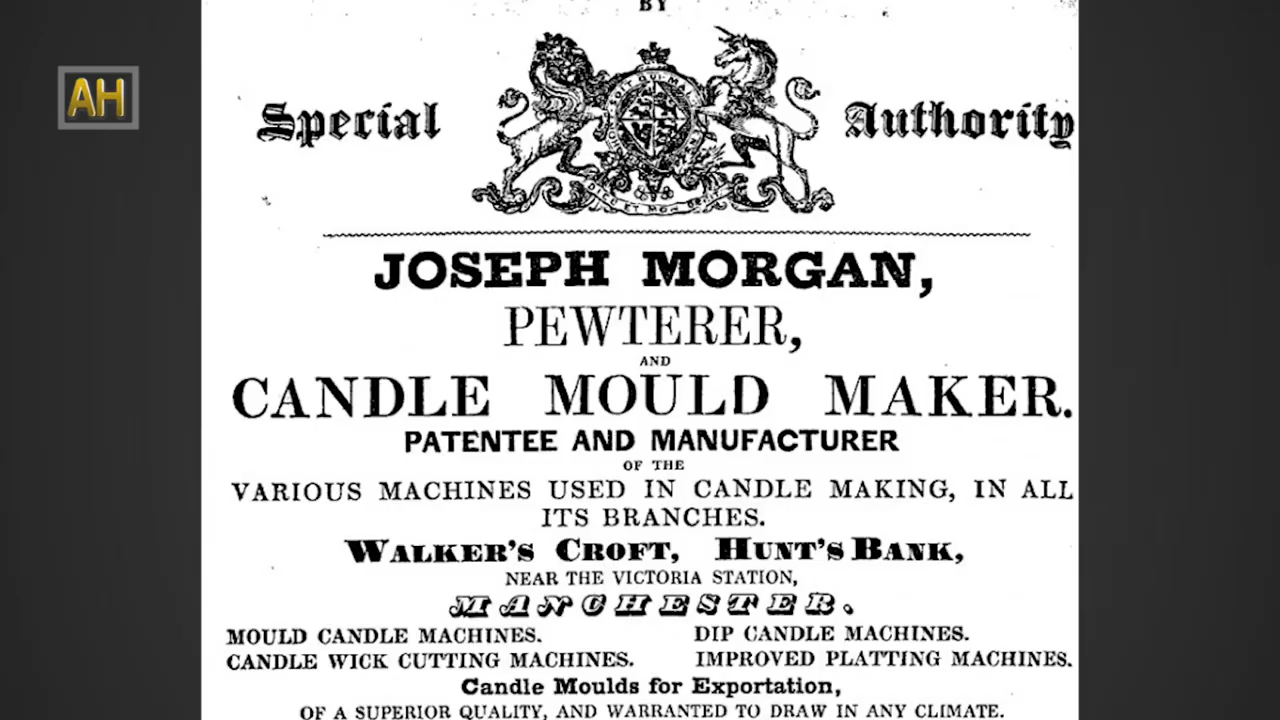 BY
AH
Special Authority
JOSEPH MORGAN,
PEWTERER,
AND
CANDLE MOULD MAKER.
PATENTEE AND MANUFACTURER
OF THE
VARIOUS MACHINES USED IN CANDLE MAKING, IN ALL
ITS BRANCHES.
WALKER'S CROFT, HUNT'S BANK,
NEAR THE VICTORIA STATION,
MANCHESTER.
MOULD CANDLE MACHINES. DIP CANDLE MACHINES.
CANDLE WICK CUTTING MACHINES. IMPROVED PLATTING MACHINES.
Candle Moulds for Exportation,
OF A SUPERIOR QUALITY, AND WARRANTED TO DRAW IN ANY CLIMATE.